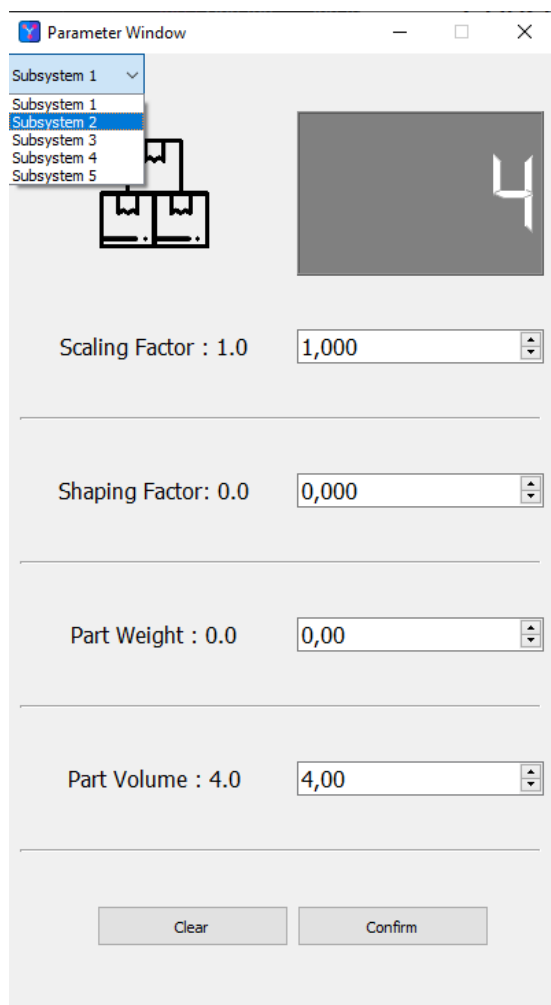 Parameter Window
Subsystem 1
Subsystem 1
Subsystem 2
Subsystem 3
Subsystem 4
Subsystem 5
4
Scaling Factor : 1.0
1,000
Shaping Factor: 0.0
0,000
Part Weight : 0.0
0,00
Part Volume : 4.0
4,00
Clear
Confirm